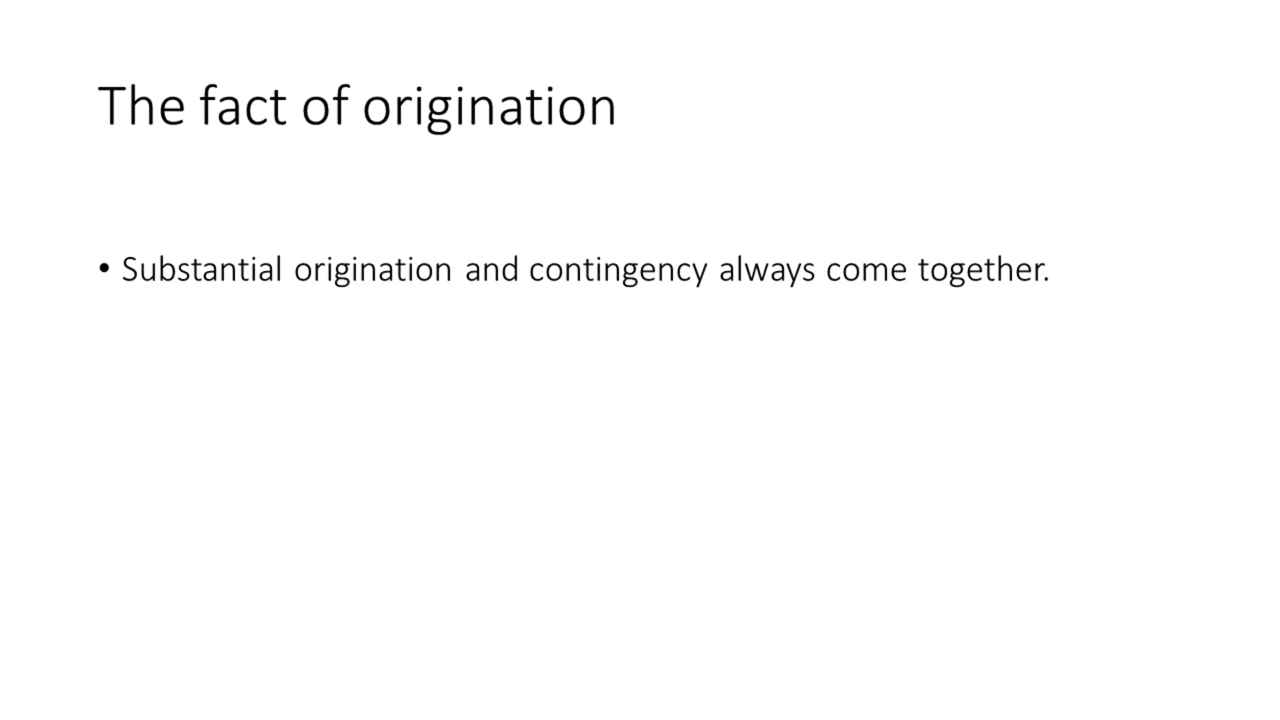 The fact of origination
• Substantial origination and contingency always come together.